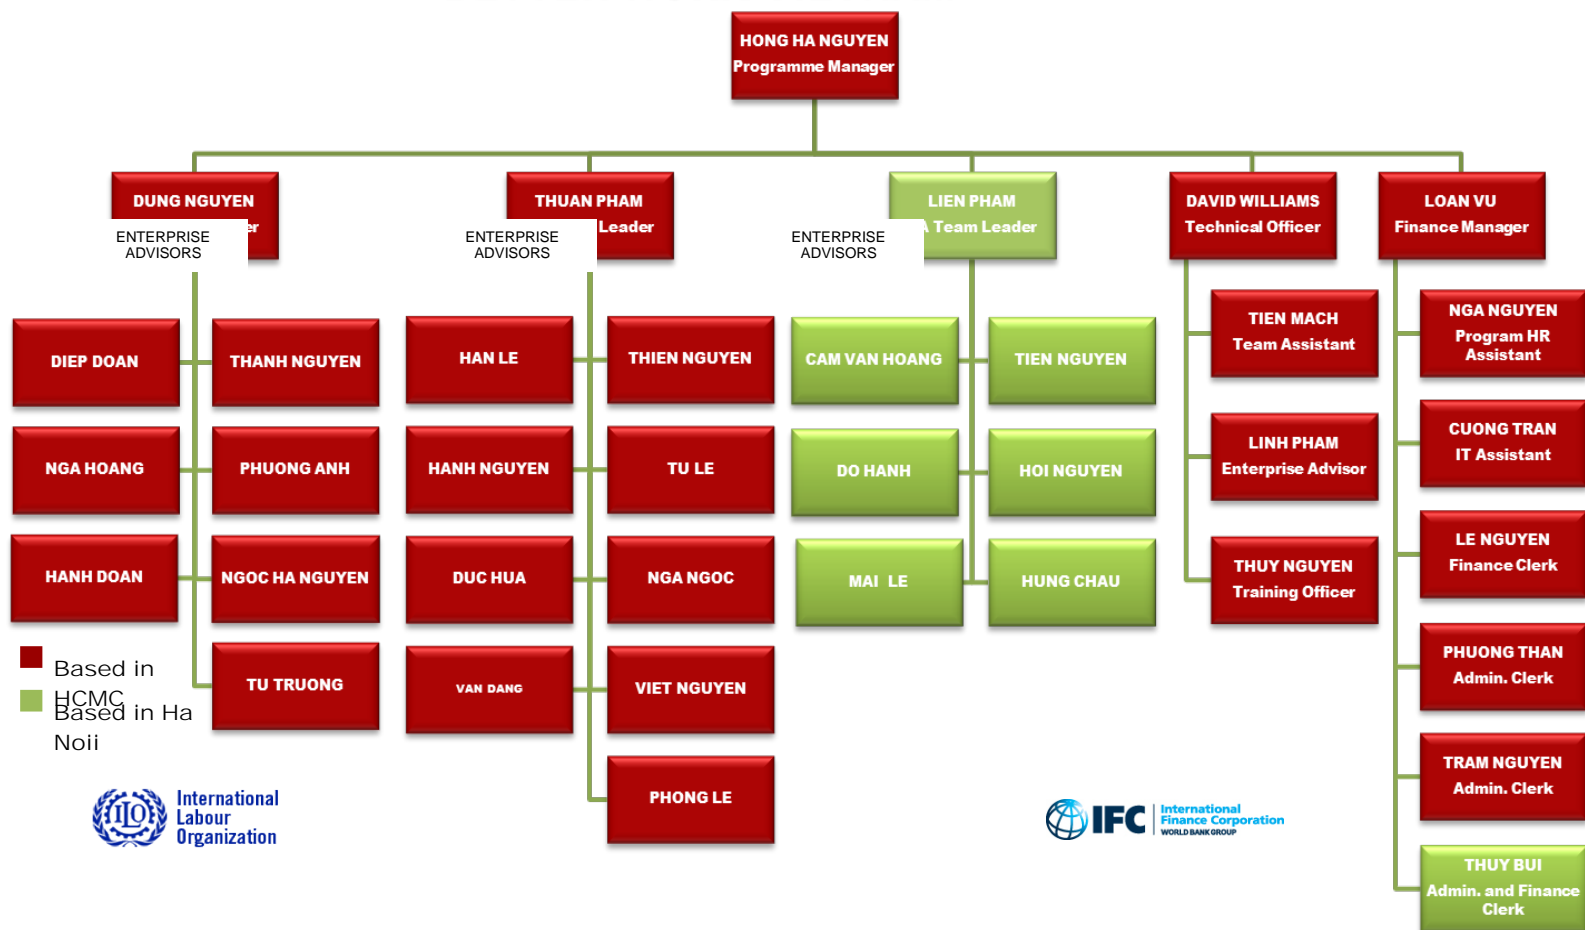 HONG HA NGUYEN
Programme Manager
DUNG NGUYEN
ENTERPRISE
ADVISORS
THUAN PHAM
Leader
ENTERPRISE
ADVISORS
LIEN PHAM
A Team Leader
ENTERPRISE
ADVISORS
DAVID WILLIAMS
Technical Officer
LOAN VU
Finance Manager
DIEP DOAN
THANH NGUYEN
NGA HOANG
PHUONG ANH
HANH DOAN
NGOC HA NGUYEN
TU TRUONG
HAN LE
THIEN NGUYEN
HANH NGUYEN
TU LE
DUC HUA
NGA NGOC
VAN DANG
VIET NGUYEN
PHONG LE
CAM VAN HOANG
TIEN NGUYEN
DO HANH
HOI NGUYEN
MAI LE
HUNG CHAU
TIEN MACH
Team Assistant
LINH PHAM
Enterprise Advisor
THUY NGUYEN
Training Officer
NGA NGUYEN
Program HR
Assistant
CUONG TRAN
IT Assistant
LE NGUYEN
Finance Clerk
PHUONG THAN
Admin. Clerk
TRAM NGUYEN
Admin. Clerk
THUY BUI
Admin. and Finance
Clerk
Based in
HCMC
Based in Ha
Noii
ILO
International
Labour
Organization
IFC
International
Finance Corporation
WORLD BANK GROUP